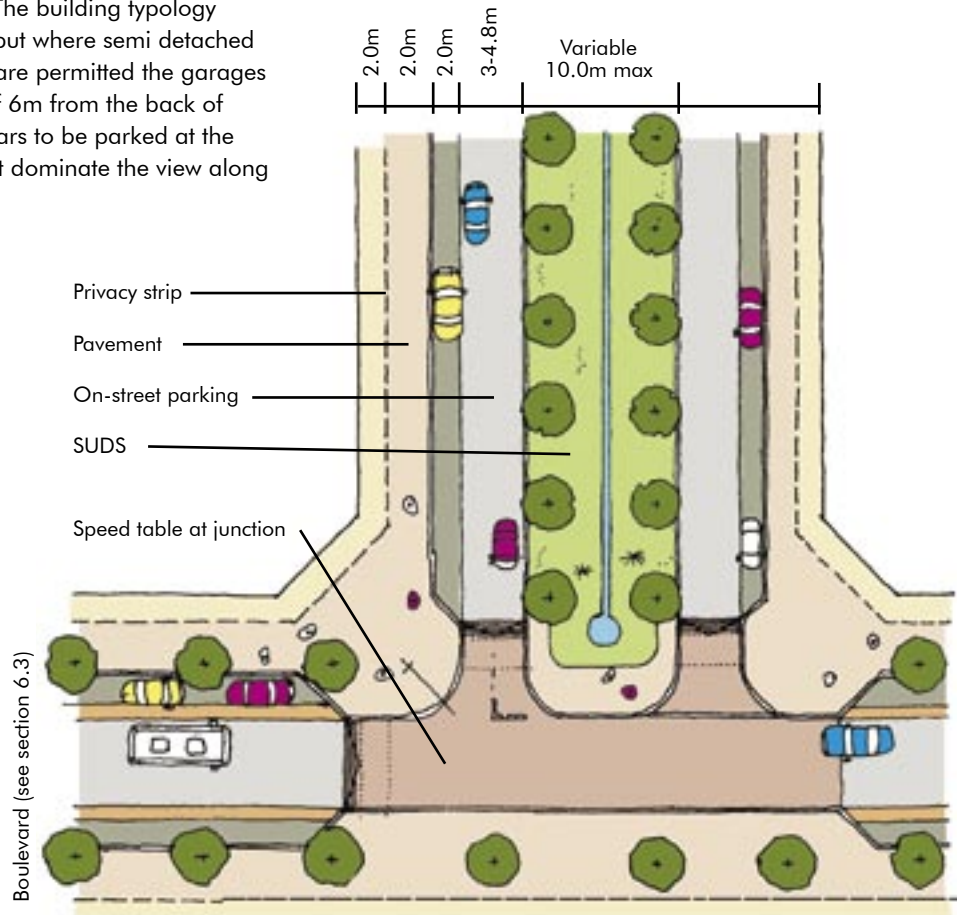 The building typology
but where semi detached
are permitted the garages
f 6m from the back of
ars to be parked at the
t dominate the view along
2.0m
2.0m
2.0m
3-4.8m
Variable
10.0m max
Privacy strip
Pavement
On-street parking
SUDS
Speed table at junction
Boulevard (see section 6.3)